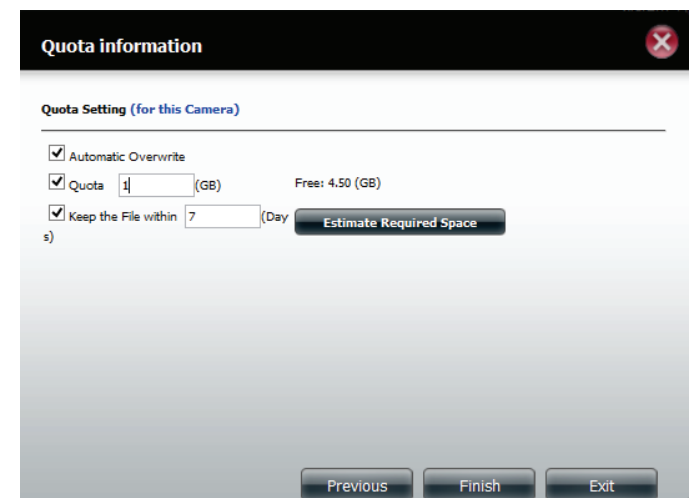 Quota information
Quota Setting (for this Camera)
Automatic Overwrite
Quota 1 (GB) Free: 4.50 (GB)
Keep the File within 7 (Day
s)
Estimate Required Space
Previous Finish Exit